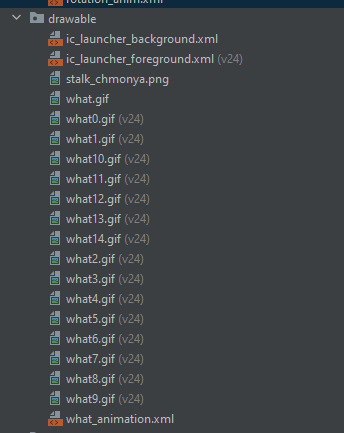 rotation_anim.xml
drawable
ic_launcher_background.xml
ic_launcher_foreground.xml (v24)
stalk_chmonya.png
what.gif
what0.gif (v24)
what1.gif (v24)
what10.gif (v24)
what11.gif (v24)
what12.gif (v24)
what13.gif (v24)
what14.gif (v24)
what2.gif (v24)
what3.gif (v24)
what4.gif (v24)
what5.gif (v24)
what6.gif (v24)
what7.gif (v24)
what8.gif (v24)
what9.gif (v24)
what_animation.xml